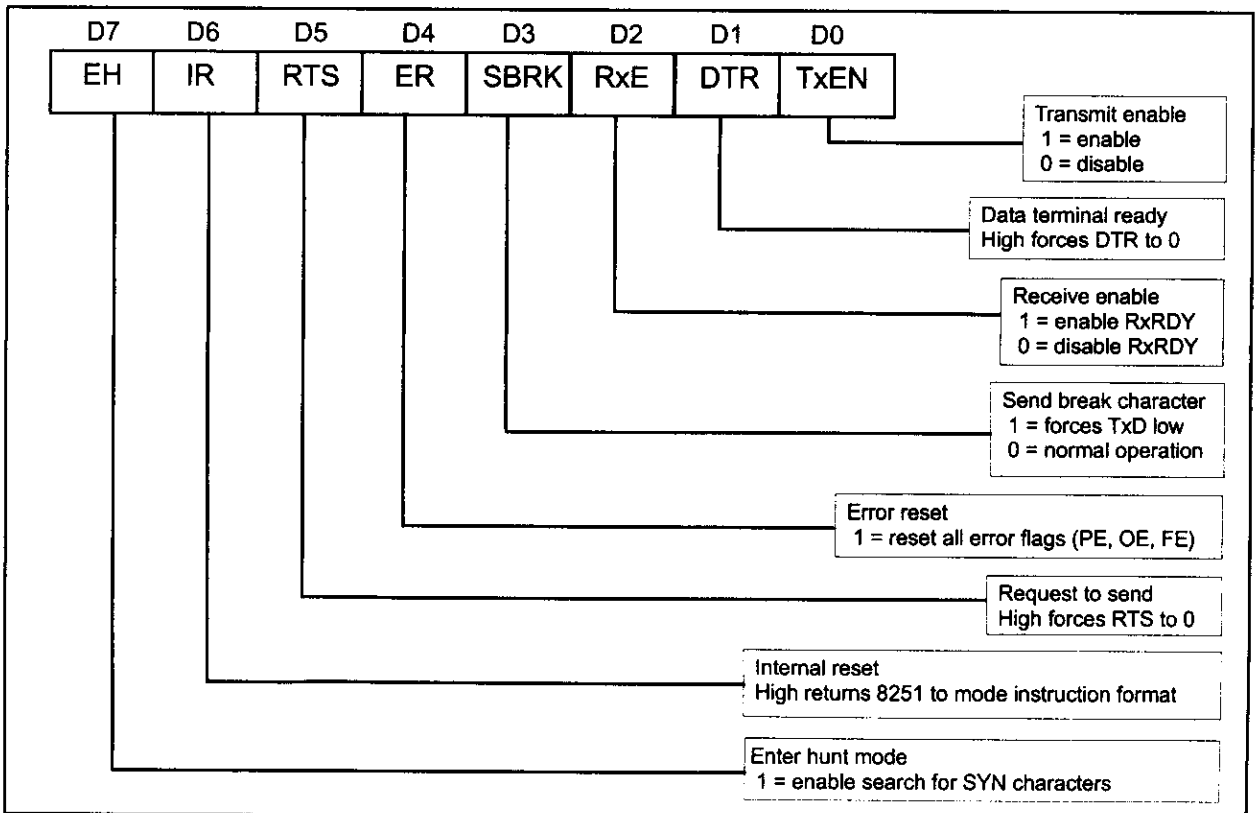 D7 D6 D5 D4 D3 D2 D1 D0
EH IR RTS ER SBRK RxE DTR TxEN
Transmit enable
1 = enable
0 = disable
Data terminal ready
High forces DTR to 0
Receive enable
1 = enable RxRDY
0 = disable RxRDY
Send break character
1 = forces TxD low
0 = normal operation
Error reset
1 = reset all error flags (PE, OE, FE)
Request to send
High forces RTS to 0
Internal reset
High returns 8251 to mode instruction format
Enter hunt mode
1 = enable search for SYN characters